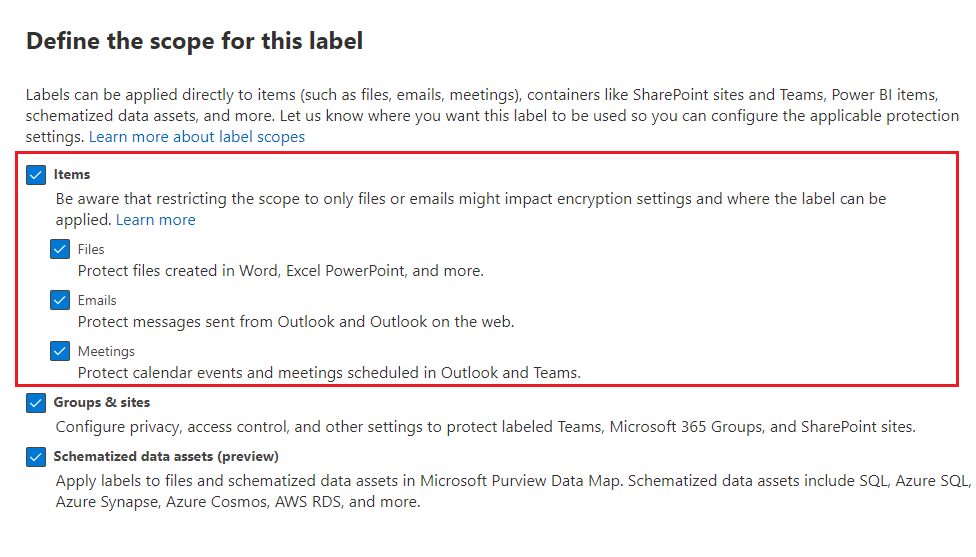 Define the scope for this label
Labels can be applied directly to items (such as files, emails, meetings), containers like SharePoint sites and Teams, Power BI items,
schematized data assets, and more. Let us know where you want this label to be used so you can configure the applicable protection
settings. Learn more about label scopes
Items
Be aware that restricting the scope to only files or emails might impact encryption settings and where the label can be
applied. Learn more
Files
Protect files created in Word, Excel PowerPoint, and more.
Emails
Protect messages sent from Outlook and Outlook on the web.
Meetings
Protect calendar events and meetings scheduled in Outlook and Teams.
Groups & sites
Configure privacy, access control, and other settings to protect labeled Teams, Microsoft 365 Groups, and SharePoint sites.
Schematized data assets (preview)
Apply labels to files and schematized data assets in Microsoft Purview Data Map. Schematized data assets include SQL, Azure SQL,
Azure Synapse, Azure Cosmos, AWS RDS, and more.